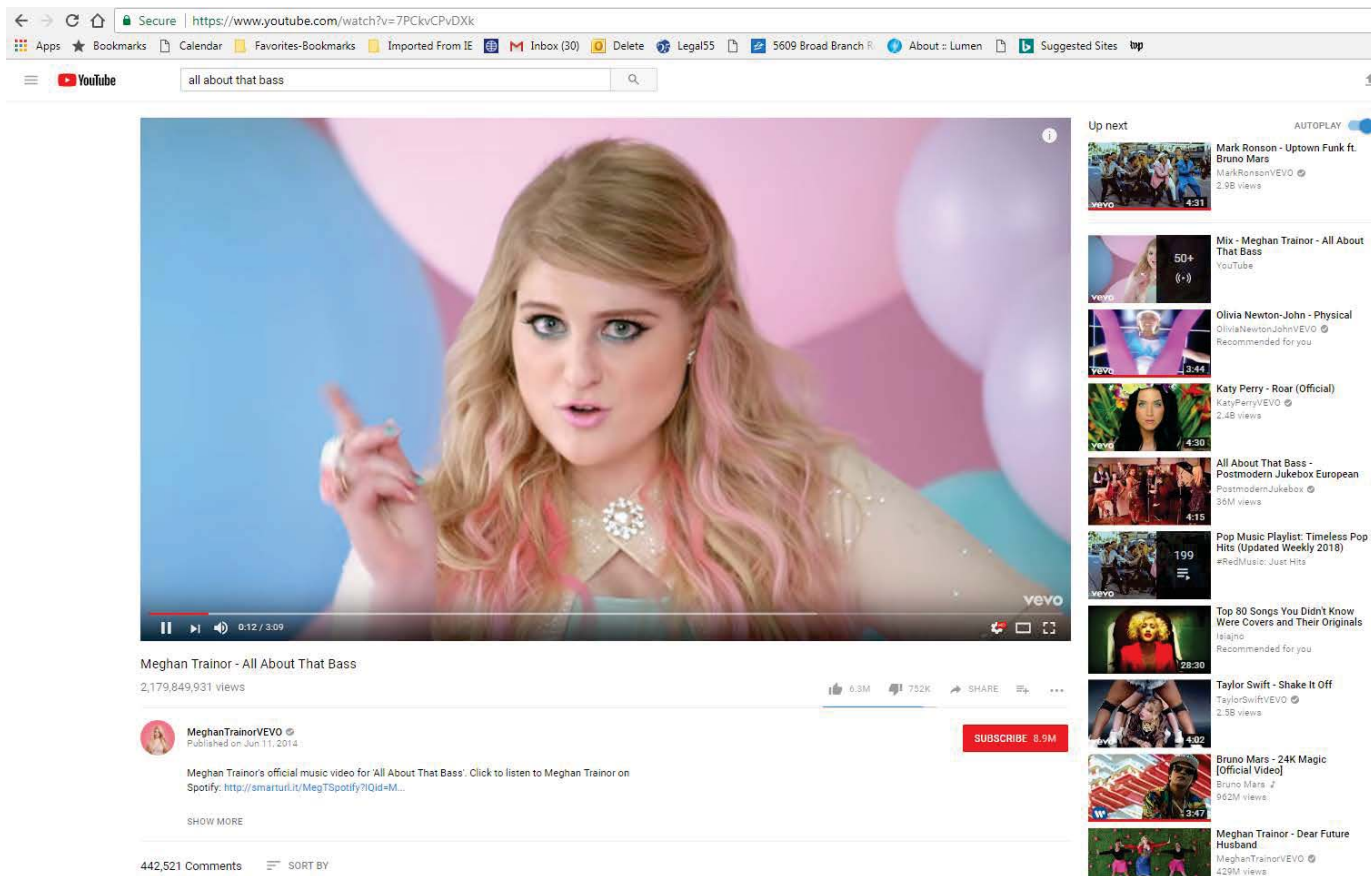 Secure | https://www.youtube.com/watch?v=7PCkvCPvDXk
Apps Bookmarks Calendar Favorites-Bookmarks Imported From IE Inbox (30) Delete Legal55 5609 Broad Branch R About :: Lumen Suggested Sites
YouTube all about that bass
vevo
0:12 / 3:09
Meghan Trainor - All About That Bass
2,179,849,931 views
6.3M 752K SHARE
MeghanTrainorVEVO
Published on Jun 11, 2014
SUBSCRIBE 8.9M
Meghan Trainor's official music video for 'All About That Bass'. Click to listen to Meghan Trainor on
Spotify: http://smarturl.it/MegTSpotify?IQid=M...
SHOW MORE
442,521 Comments SORT BY
Up next AUTOPLAY
Mark Ronson - Uptown Funk ft.
Bruno Mars
MarkRonsonVEVO
2.9B views
vevo 4:31
Mix - Meghan Trainor - All About
That Bass
YouTube
50+
vevo
Olivia Newton-John - Physical
OliviaNewtonJohnVEVO
Recommended for you
vevo 3:44
Katy Perry - Roar (Official)
KatyPerryVEVO
2.4B views
vevo 4:30
All About That Bass -
Postmodern Jukebox European
PostmodernJukebox
36M views
4:15
Pop Music Playlist: Timeless Pop
Hits (Updated Weekly 2018)
#RedMusic: Just Hits
199
vevo
Top 80 Songs You Didn't Know
Were Covers and Their Originals
Isiajno
Recommended for you
28:30
Taylor Swift - Shake It Off
TaylorSwiftVEVO
2.5B views
vevo 4:02
Bruno Mars - 24K Magic
[Official Video]
Bruno Mars
962M views
3:47
Meghan Trainor - Dear Future
Husband
MeghanTrainorVEVO
429M views